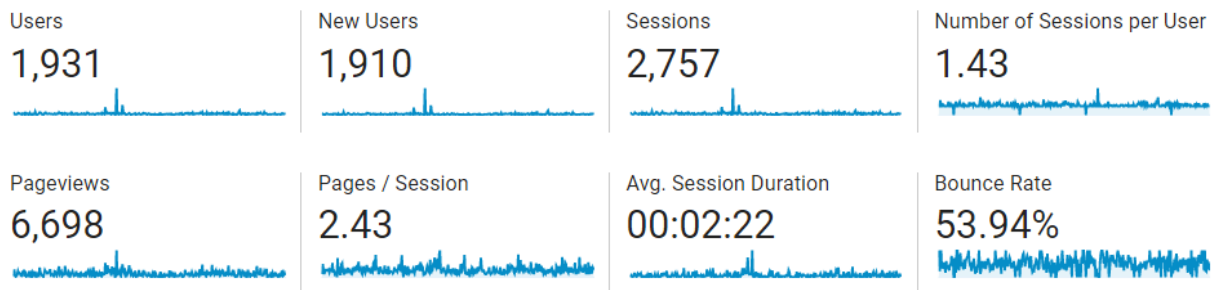 Users
1,931
New Users
1,910
Sessions
2,757
Number of Sessions per User
1.43
Pageviews
6,698
Pages / Session
2.43
Avg. Session Duration
00:02:22
Bounce Rate
53.94%